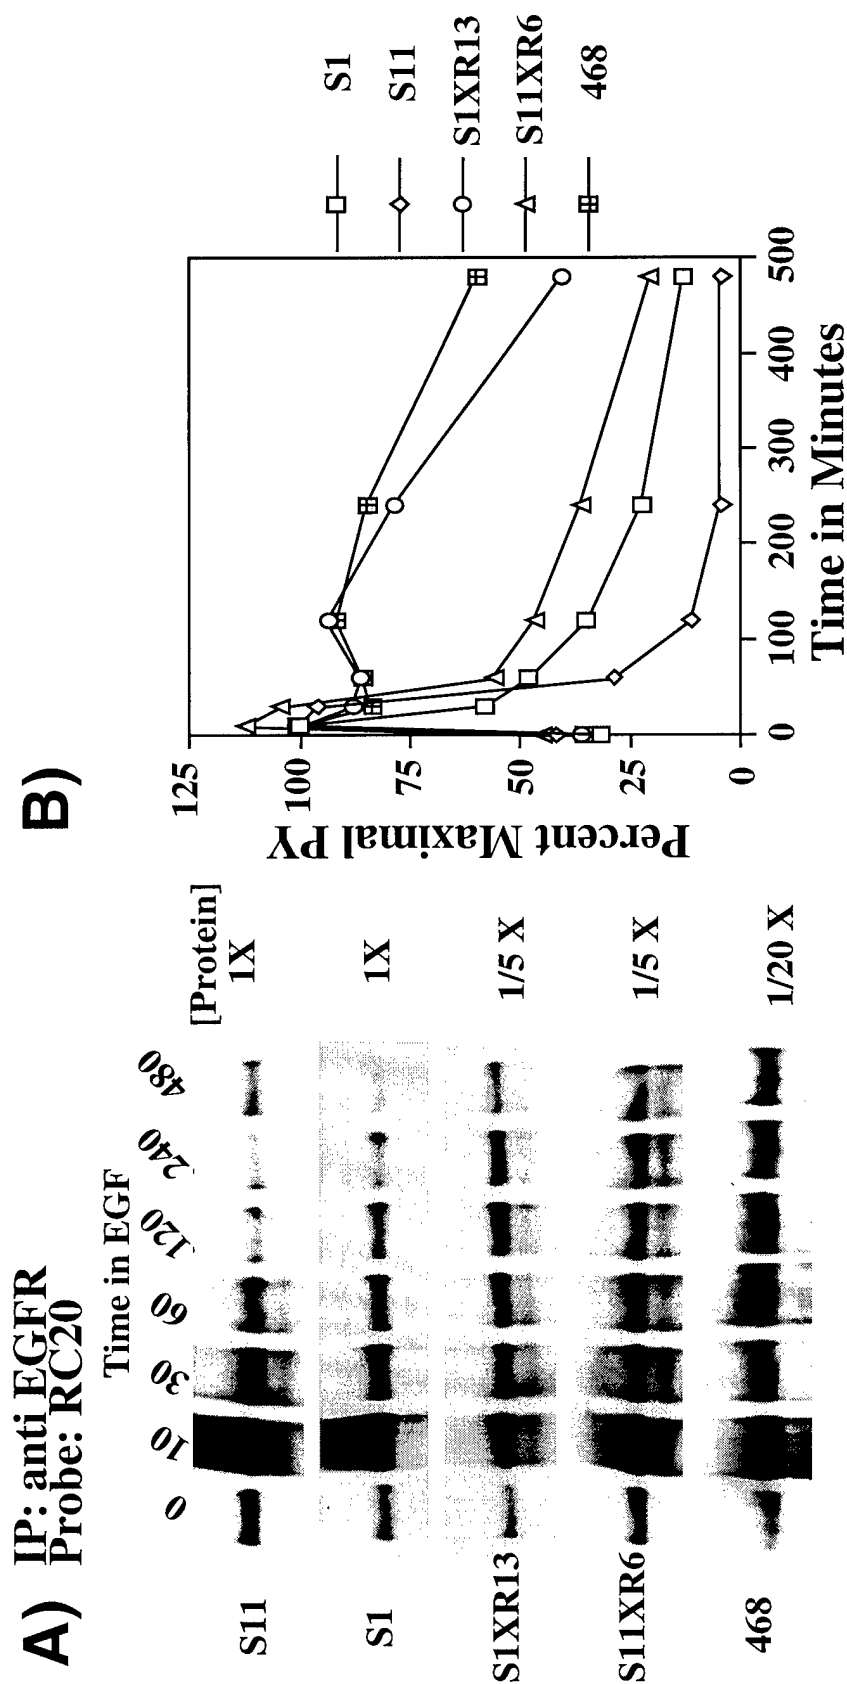 A) IP: anti EGFR
Probe: RC20
Time in EGF
0 10 30 60 120 240 480 [Protein]
S11 1X
S1 1X
S1XR13 1/5 X
S11XR6 1/5 X
468 1/20 X
B)
Percent Maximal PY
125
100
75
50
25
0
0 100 200 300 400 500
Time in Minutes
S1
S11
S1XR13
S11XR6
468